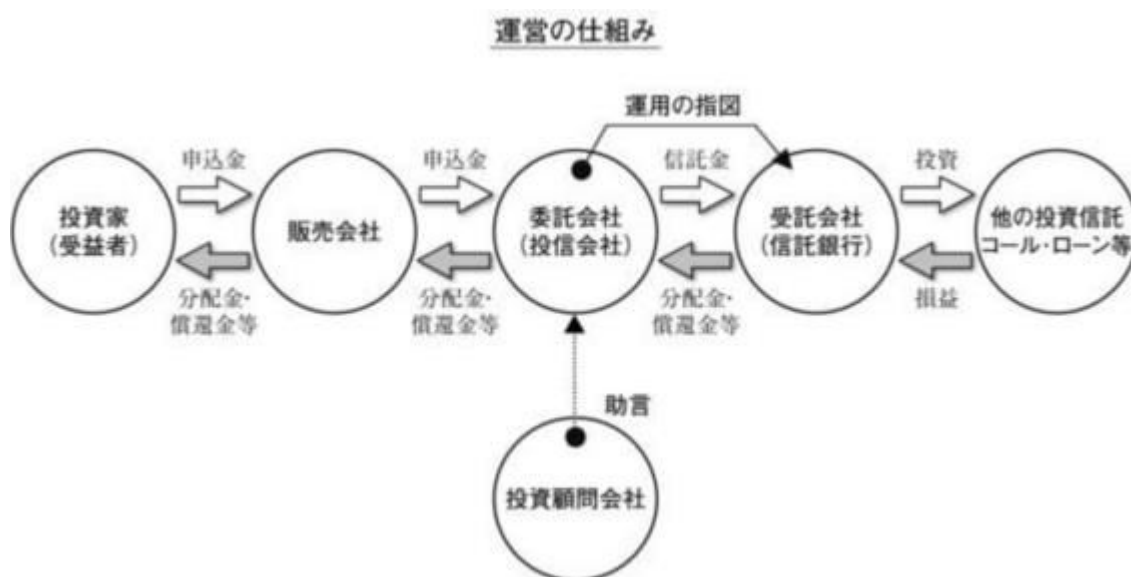 運営の仕組み
運用の指図
申込金
申込金
信託金
投資
投資家
（受益者）
販売会社
委託会社
（投信会社）
受託会社
（信託銀行）
他の投資信託
コール・ローン等
分配金・
償還金等
分配金・
償還金等
分配金・
償還金等
損益
助言
投資顧問会社